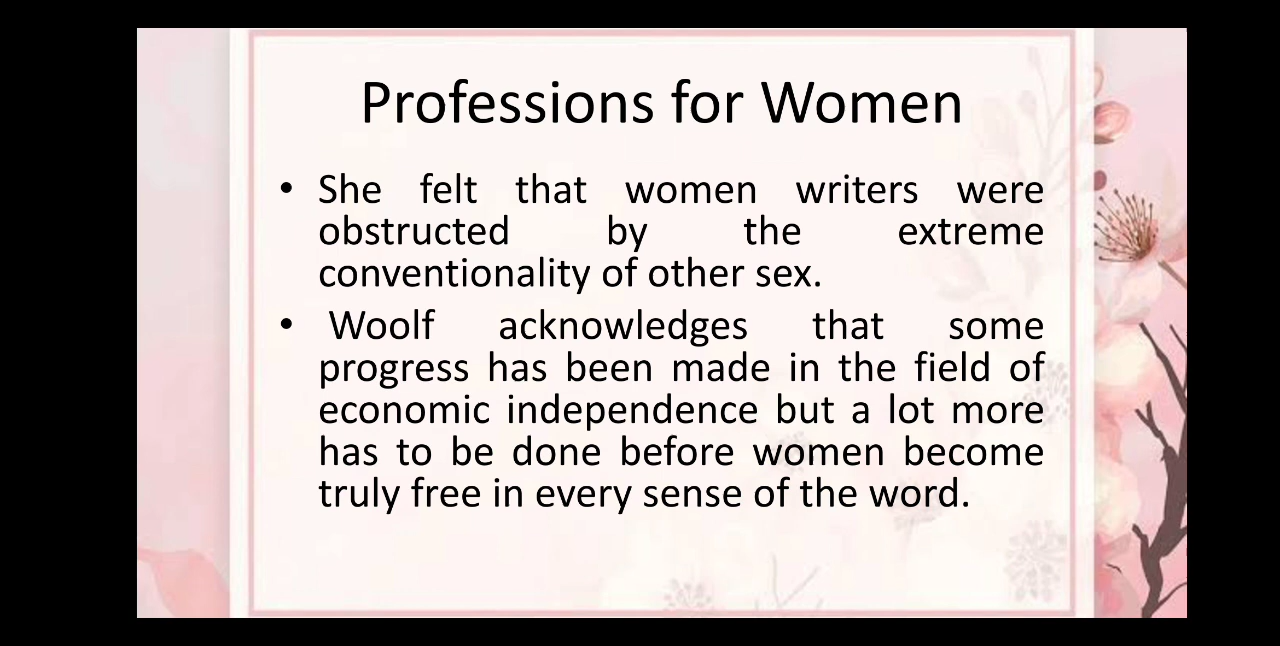 Professions for Women
• She felt that women writers were
obstructed by the extreme
conventionality of other sex.
• Woolf acknowledges that some
progress has been made in the field of
economic independence but a lot more
has to be done before women become
truly free in every sense of the word.